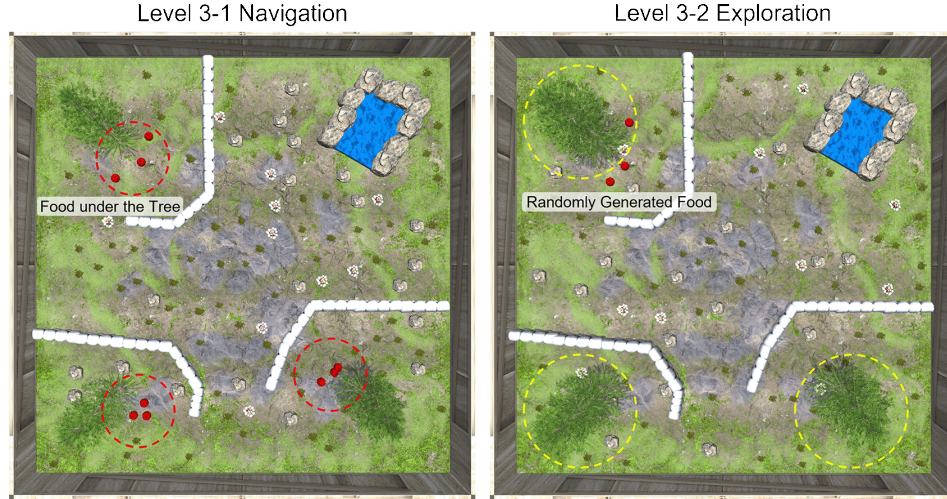 Level 3-1 Navigation
Level 3-2 Exploration
Food under the Tree
Randomly Generated Food